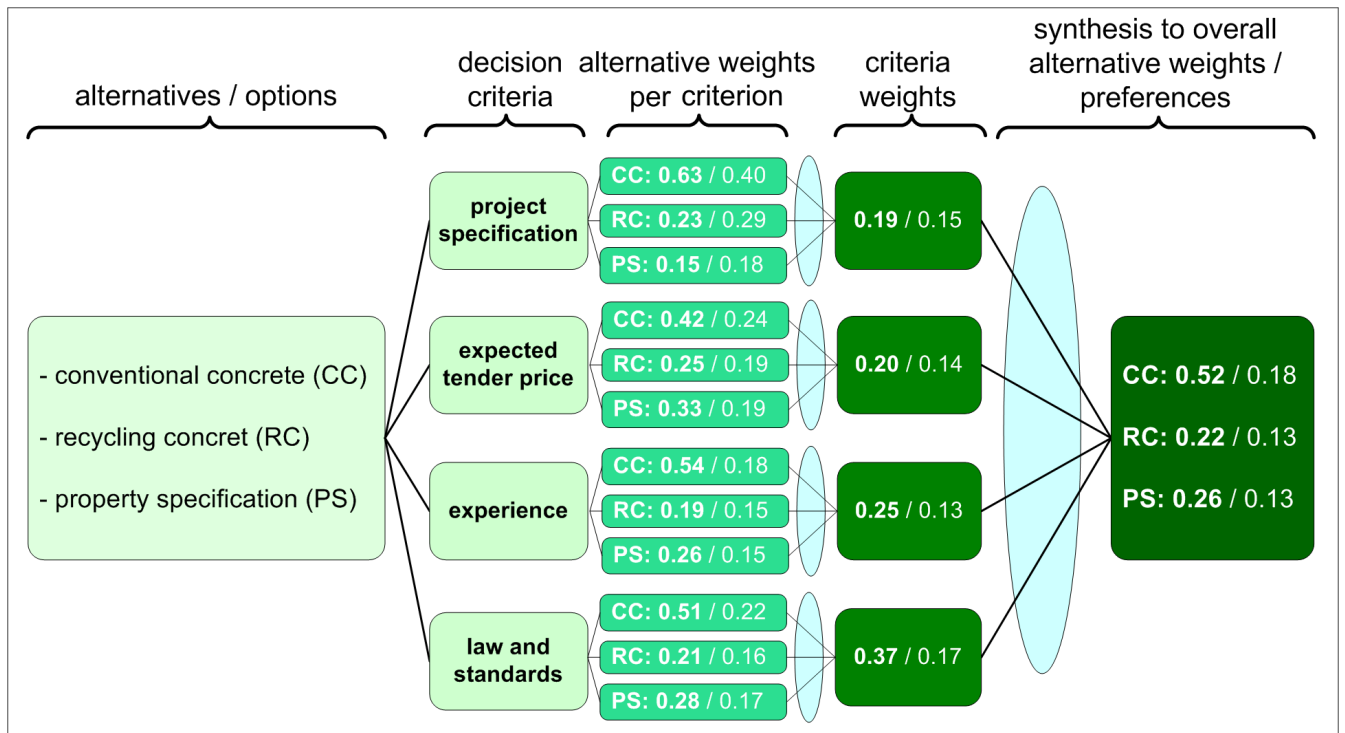 alternatives / options
decision
criteria
alternative weights
per criterion
criteria
weights
synthesis to overall
alternative weights /
preferences
- conventional concrete (CC)
- recycling concret (RC)
- property specification (PS)
project
specification
CC: 0.63 / 0.40
RC: 0.23 / 0.29
PS: 0.15 / 0.18
0.19 / 0.15
expected
tender price
CC: 0.42 / 0.24
RC: 0.25 / 0.19
PS: 0.33 / 0.19
0.20 / 0.14
experience
CC: 0.54 / 0.18
RC: 0.19 / 0.15
PS: 0.26 / 0.15
0.25 / 0.13
law and
standards
CC: 0.51 / 0.22
RC: 0.21 / 0.16
PS: 0.28 / 0.17
0.37 / 0.17
CC: 0.52 / 0.18
RC: 0.22 / 0.13
PS: 0.26 / 0.13